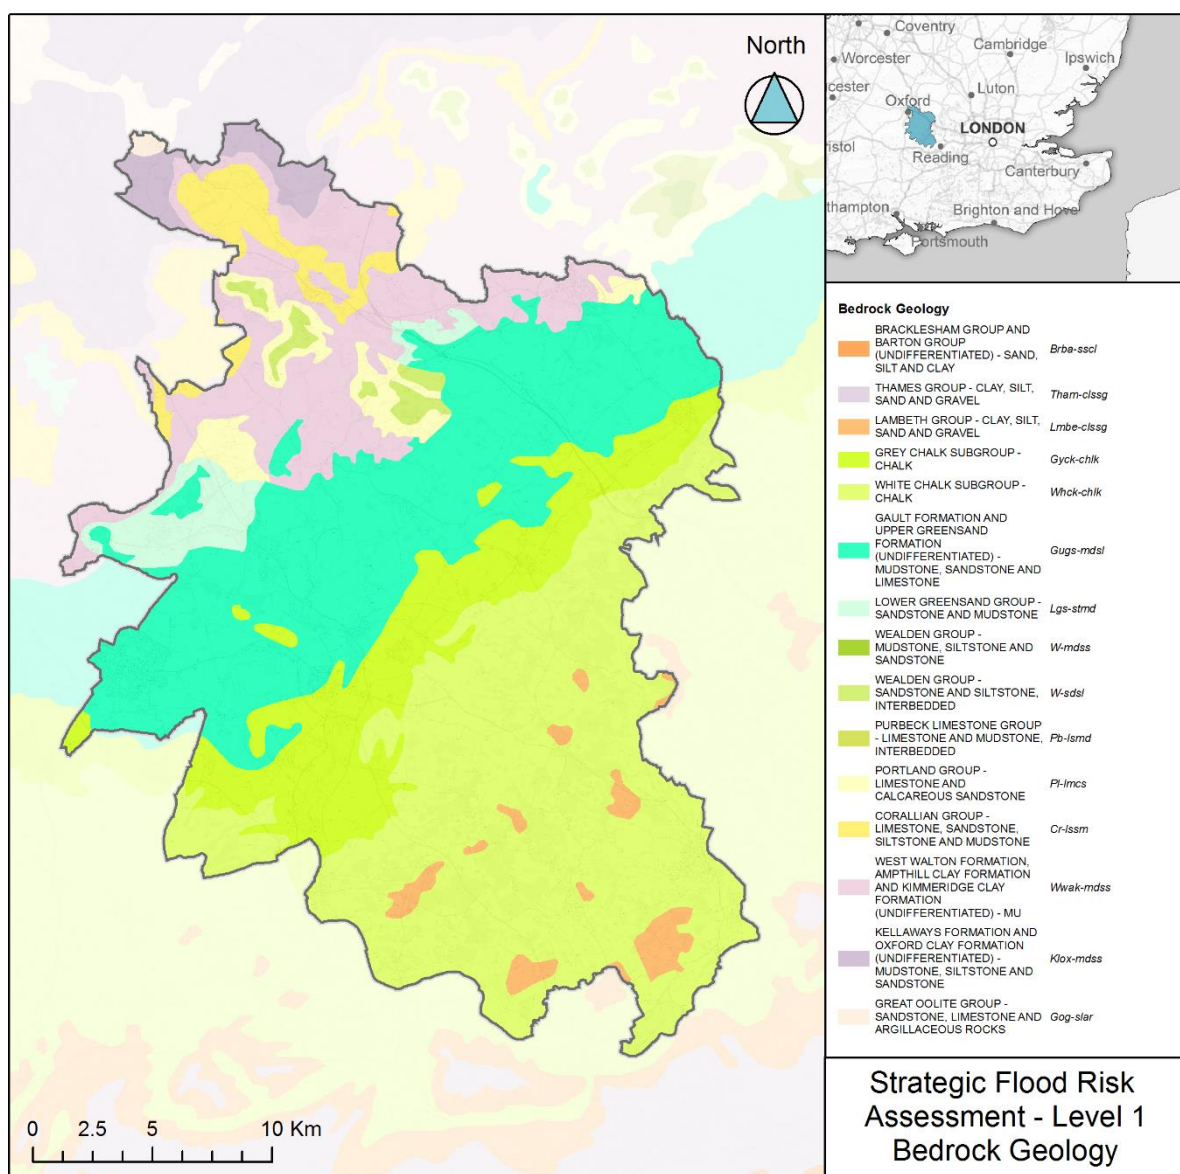 North
Coventry
Cambridge
Ipswich
Worcester
Luton
cester
Oxford
LONDON
ristol
Reading
Canterbury
thampton
Brighton and Hove
Portsmouth
Bedrock Geology
BRACKLESHAM GROUP AND
BARTON GROUP
(UNDIFFERENTIATED) - SAND,
SILT AND CLAY
Brba-sscl
THAMES GROUP - CLAY, SILT,
SAND AND GRAVEL
Tham-clssg
LAMBETH GROUP - CLAY, SILT,
SAND AND GRAVEL
Lmbe-clssg
GREY CHALK SUBGROUP -
CHALK
Gyck-chlk
WHITE CHALK SUBGROUP -
CHALK
Whck-chlk
GAULT FORMATION AND
UPPER GREENSAND
FORMATION
(UNDIFFERENTIATED) -
MUDSTONE, SANDSTONE AND
LIMESTONE
Gugs-mdsl
LOWER GREENSAND GROUP -
SANDSTONE AND MUDSTONE
Lgs-stmd
WEALDEN GROUP -
MUDSTONE, SILTSTONE AND
SANDSTONE
W-mdss
WEALDEN GROUP -
SANDSTONE AND SILTSTONE,
INTERBEDDED
W-sdsl
PURBECK LIMESTONE GROUP
- LIMESTONE AND MUDSTONE,
INTERBEDDED
Pb-lsmd
PORTLAND GROUP -
LIMESTONE AND
CALCAREOUS SANDSTONE
Pl-lmcs
CORALLIAN GROUP -
LIMESTONE, SANDSTONE,
SILTSTONE AND MUDSTONE
Cr-lssm
WEST WALTON FORMATION,
AMPTHILL CLAY FORMATION
AND KIMMERIDGE CLAY
FORMATION
(UNDIFFERENTIATED) - MU
Wwak-mdss
KELLAWAYS FORMATION AND
OXFORD CLAY FORMATION
(UNDIFFERENTIATED) -
MUDSTONE, SILTSTONE AND
SANDSTONE
Klox-mdss
GREAT OOLITE GROUP -
SANDSTONE, LIMESTONE AND
ARGILLACEOUS ROCKS
Gog-slar
0 2.5 5 10 Km
Strategic Flood Risk
Assessment - Level 1
Bedrock Geology